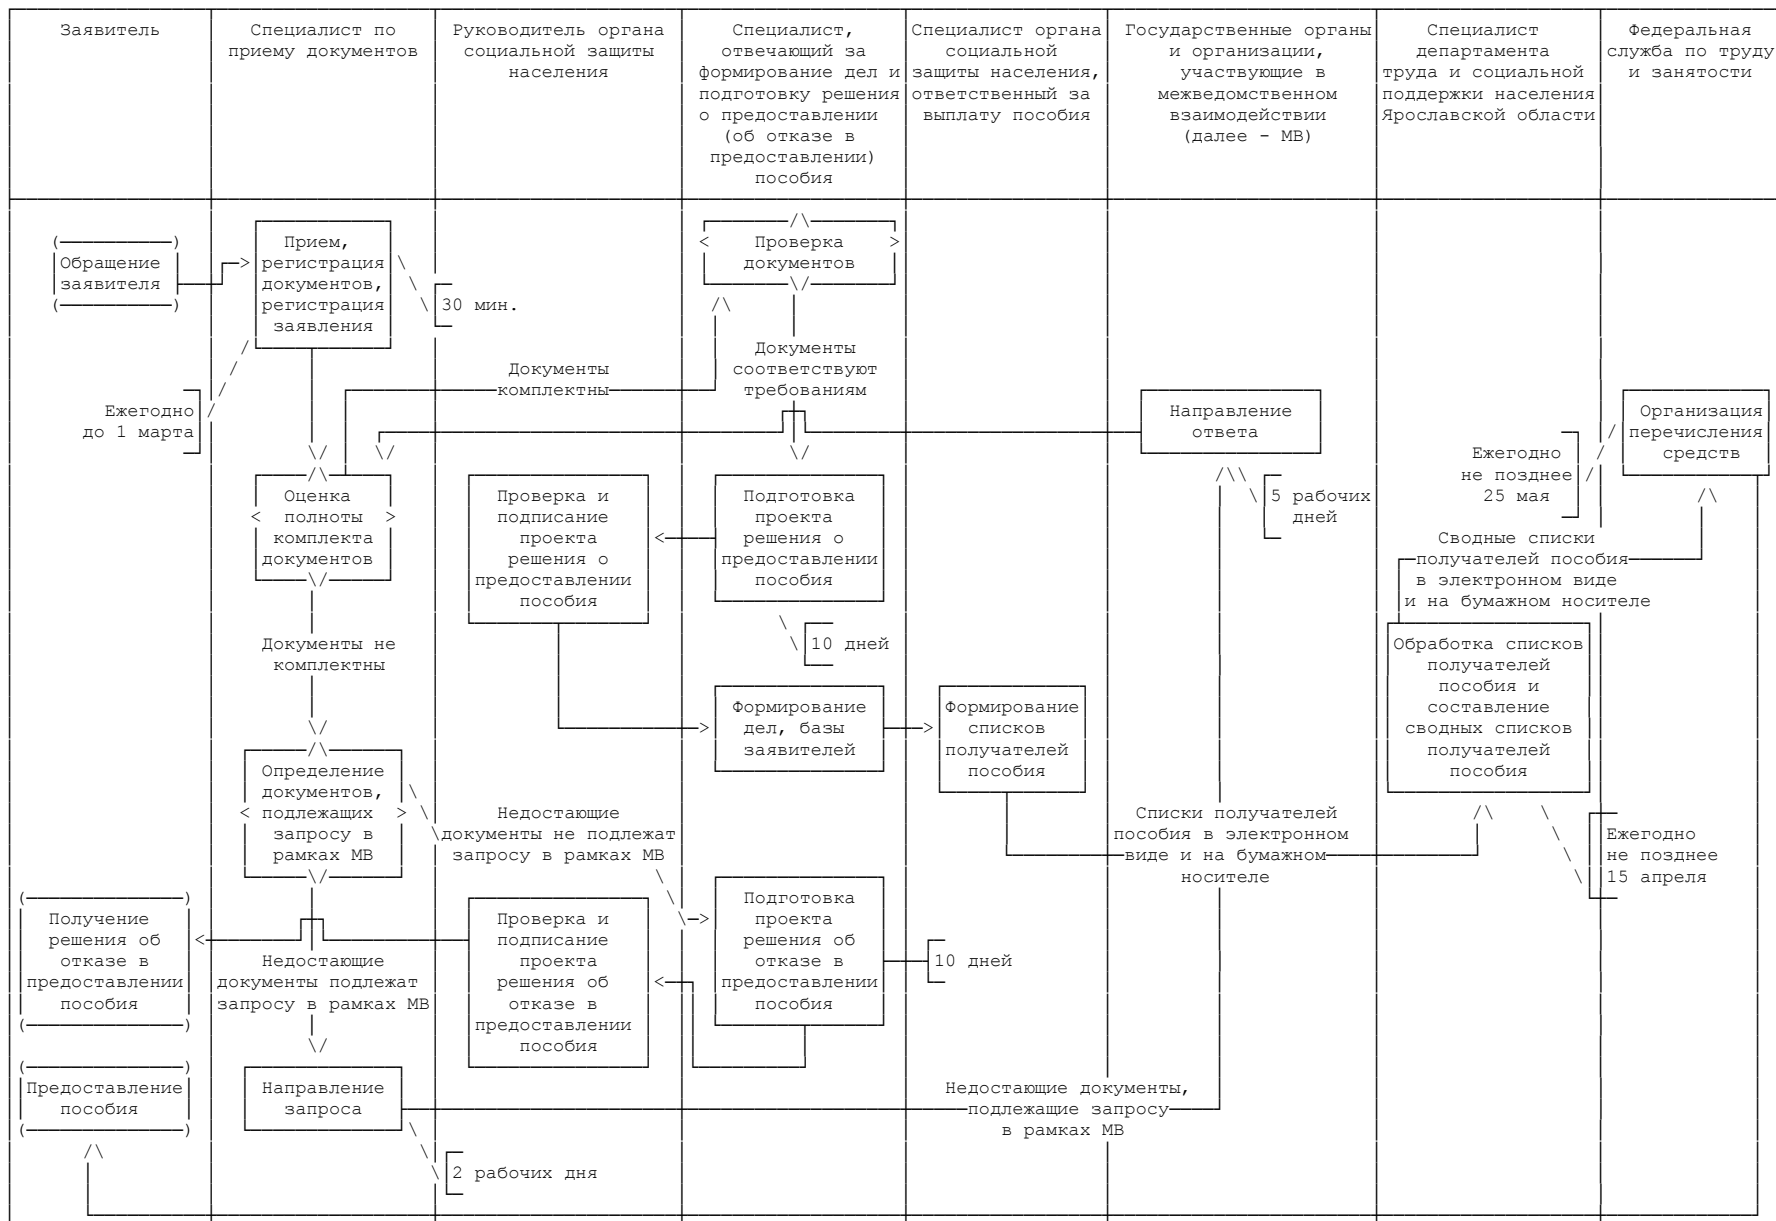 Заявитель
Специалист по
приему документов
Руководитель органа
социальной защиты
населения
Специалист,
отвечающий за
формирование дел и
подготовку решения
о предоставлении
(об отказе в
предоставлении)
пособия
Специалист органа
социальной
защиты населения,
ответственный за
выплату пособия
Государственные органы
и организации,
участвующие в
межведомственном
взаимодействии
(далее - МВ)
Специалист
департамента
труда и социальной
поддержки населения
Ярославской области
Федеральная
служба по труду
и занятости
Обращение
заявителя
Прием,
регистрация
документов,
регистрация
заявления
30 мин.
Проверка
документов
Ежегодно
до 1 марта
Документы
комплектны
Документы
соответствуют
требованиям
Направление
ответа
Организация
перечисления
средств
Ежегодно
не позднее
25 мая
Оценка
полноты
комплекта
документов
Проверка и
подписание
проекта
решения о
предоставлении
пособия
Подготовка
проекта
решения о
предоставлении
пособия
5 рабочих
дней
Сводные списки
получателей пособия
в электронном виде
и на бумажном носителе
Документы не
комплектны
10 дней
Обработка списков
получателей
пособия и
составление
сводных списков
получателей
пособия
Формирование
дел, базы
заявителей
Формирование
списков
получателей
пособия
Определение
документов,
подлежащих
запросу в
рамках МВ
Недостающие
документы не подлежат
запросу в рамках МВ
Списки получателей
пособия в электронном
виде и на бумажном
носителе
Ежегодно
не позднее
15 апреля
Получение
решения об
отказе в
предоставлении
пособия
Недостающие
документы подлежат
запросу в рамках МВ
Проверка и
подписание
проекта
решения об
отказе в
предоставлении
пособия
Подготовка
проекта
решения об
отказе в
предоставлении
пособия
10 дней
Предоставление
пособия
Направление
запроса
Недостающие документы,
подлежащие запросу
в рамках МВ
2 рабочих дня